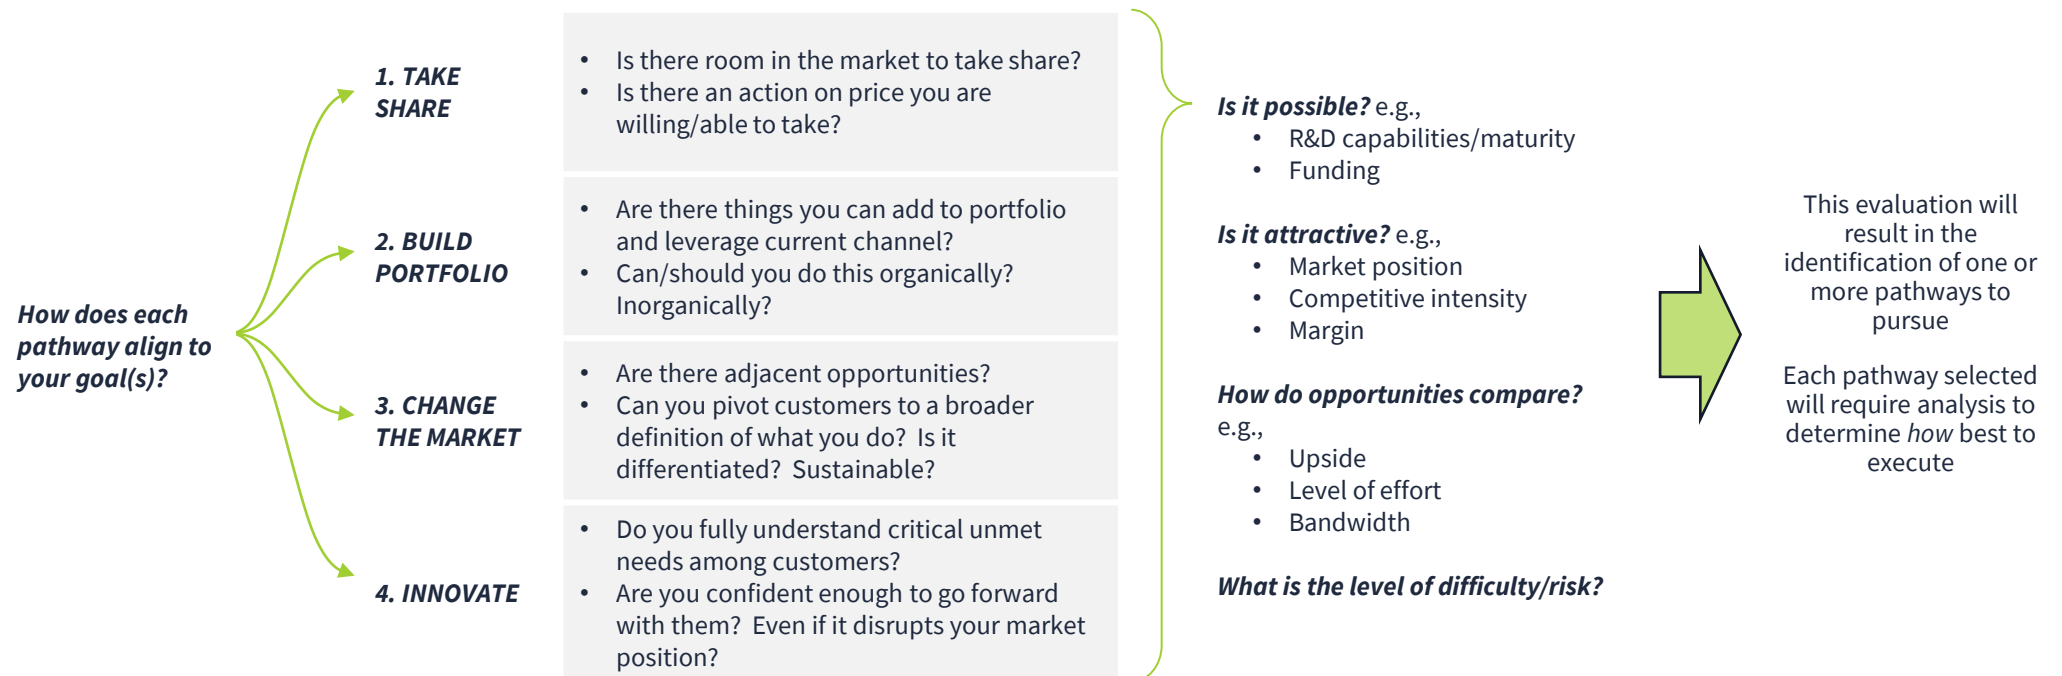 How does each
pathway align to
your goal(s)?
1. TAKE
SHARE
• Is there room in the market to take share?
• Is there an action on price you are
willing/able to take?
2. BUILD
PORTFOLIO
• Are there things you can add to portfolio
and leverage current channel?
• Can/should you do this organically?
Inorganically?
3. CHANGE
THE MARKET
• Are there adjacent opportunities?
• Can you pivot customers to a broader
definition of what you do? Is it
differentiated? Sustainable?
4. INNOVATE
• Do you fully understand critical unmet
needs among customers?
• Are you confident enough to go forward
with them? Even if it disrupts your market
position?
Is it possible? e.g.,
• R&D capabilities/maturity
• Funding
Is it attractive? e.g.,
• Market position
• Competitive intensity
• Margin
How do opportunities compare?
e.g.,
• Upside
• Level of effort
• Bandwidth
What is the level of difficulty/risk?
This evaluation will
result in the
identification of one or
more pathways to
pursue
Each pathway selected
will require analysis to
determine how best to
execute